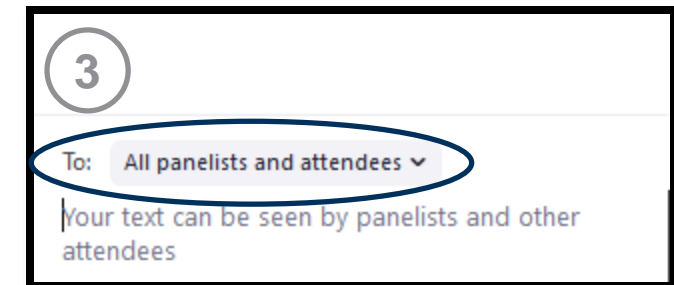 3
To: All panelists and attendees
Your text can be seen by panelists and other
attendees